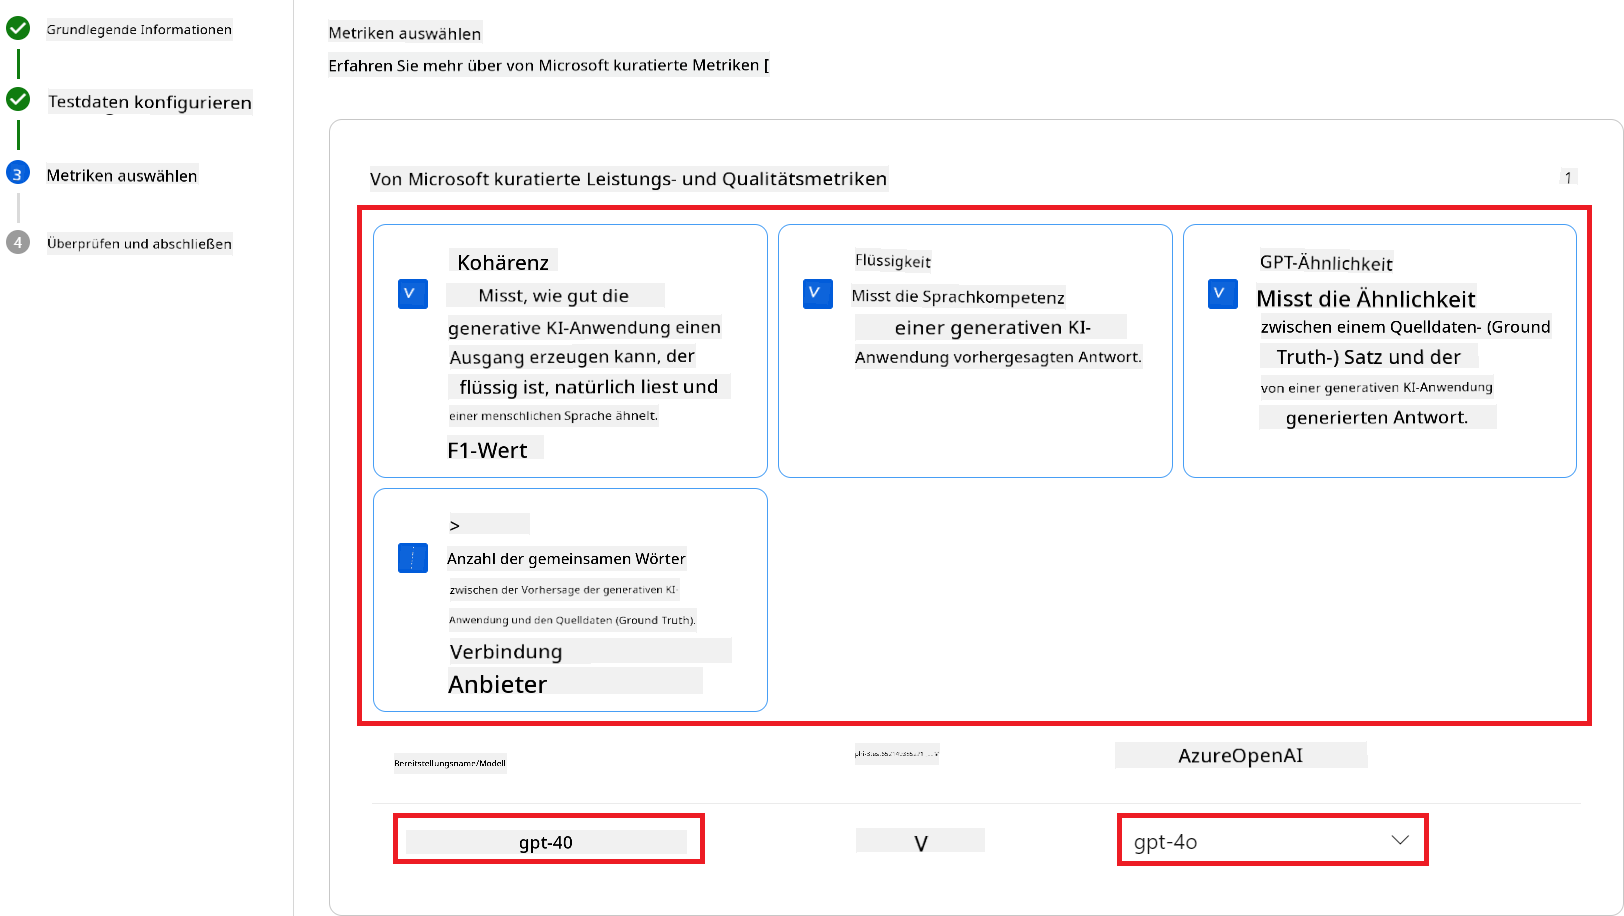 Grundlegende Informationen
Testdaten konfigurieren
3
Metriken auswählen
4
Überprüfen und abschließen
Metriken auswählen
Erfahren Sie mehr über von Microsoft kuratierte Metriken [
Von Microsoft kuratierte Leistungs- und Qualitätsmetriken
1
Kohärenz
Misst, wie gut die
generative KI-Anwendung einen
Ausgang erzeugen kann, der
flüssig ist, natürlich liest und
einer menschlichen Sprache ähnelt.
F1-Wert
Flüssigkeit
Misst die Sprachkompetenz
einer generativen KI-
Anwendung vorhergesagten Antwort.
GPT-Ähnlichkeit
Misst die Ähnlichkeit
zwischen einem Quelldaten- (Ground
Truth-) Satz und der
von einer generativen KI-Anwendung
generierten Antwort.
>
Anzahl der gemeinsamen Wörter
zwischen der Vorhersage der generativen KI-
Anwendung und den Quelldaten (Ground Truth).
Verbindung
Anbieter
Bereitstellungsname/Modell
AzureOpenAI
gpt-40
V
gpt-4o